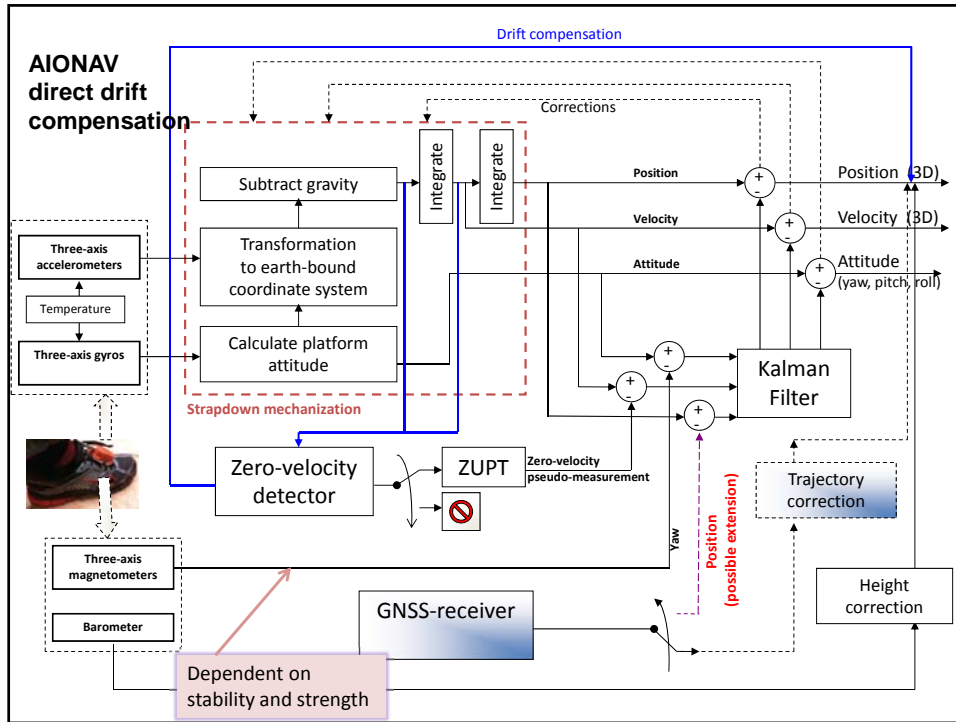 Drift compensation
AIONAV
direct drift
compensation
Corrections
Integrate
Integrate
Subtract gravity
Position
Position (3D)
+
-
Velocity
Velocity (3D)
+
-
Three-axis
accelerometers
Transformation
to earth-bound
coordinate system
Attitude
Attitude
(yaw, pitch, roll)
+
-
Temperature
Three-axis gyros
Calculate platform
attitude
+
-
+
-
+
-
Kalman
Filter
Strapdown mechanization
Zero-velocity
detector
ZUPT
Zero-velocity
pseudo-measurement
Trajectory
correction
Yaw
Position
(possible extension)
Three-axis
magnetometers
Barometer
GNSS-receiver
Height
correction
Dependent on
stability and strength